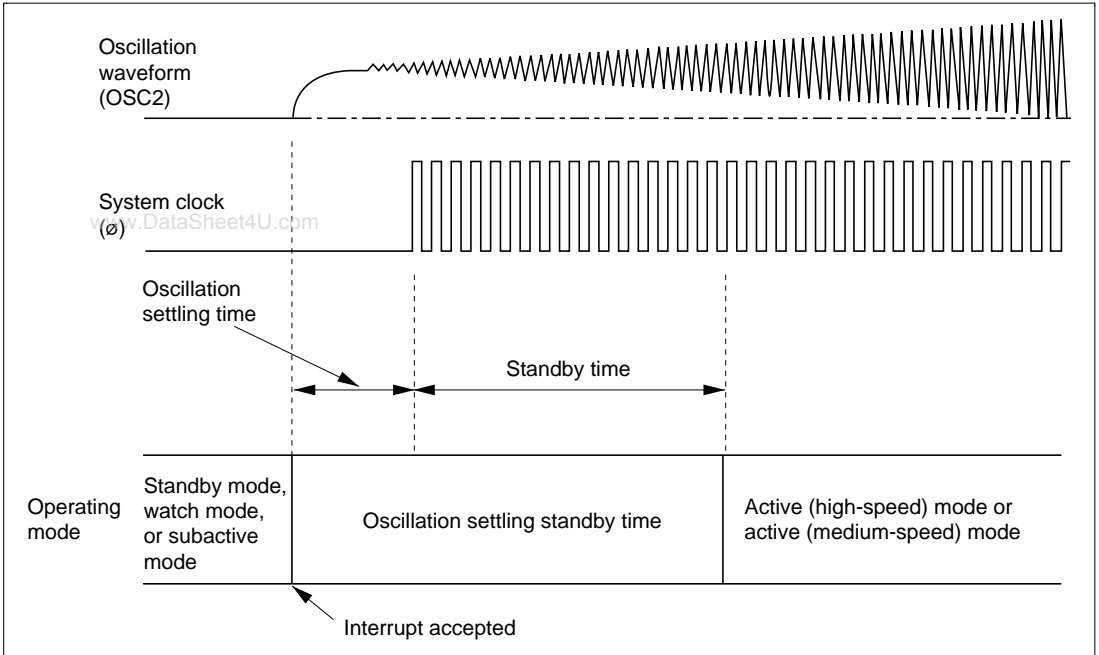 Oscillation
waveform
(OSC2)
System clock
(ø)
www.DataSheet4U.com
Oscillation
settling time
Standby time
Operating
mode
Standby mode,
watch mode,
or subactive
mode
Oscillation settling standby time
Active (high-speed) mode or
active (medium-speed) mode
Interrupt accepted